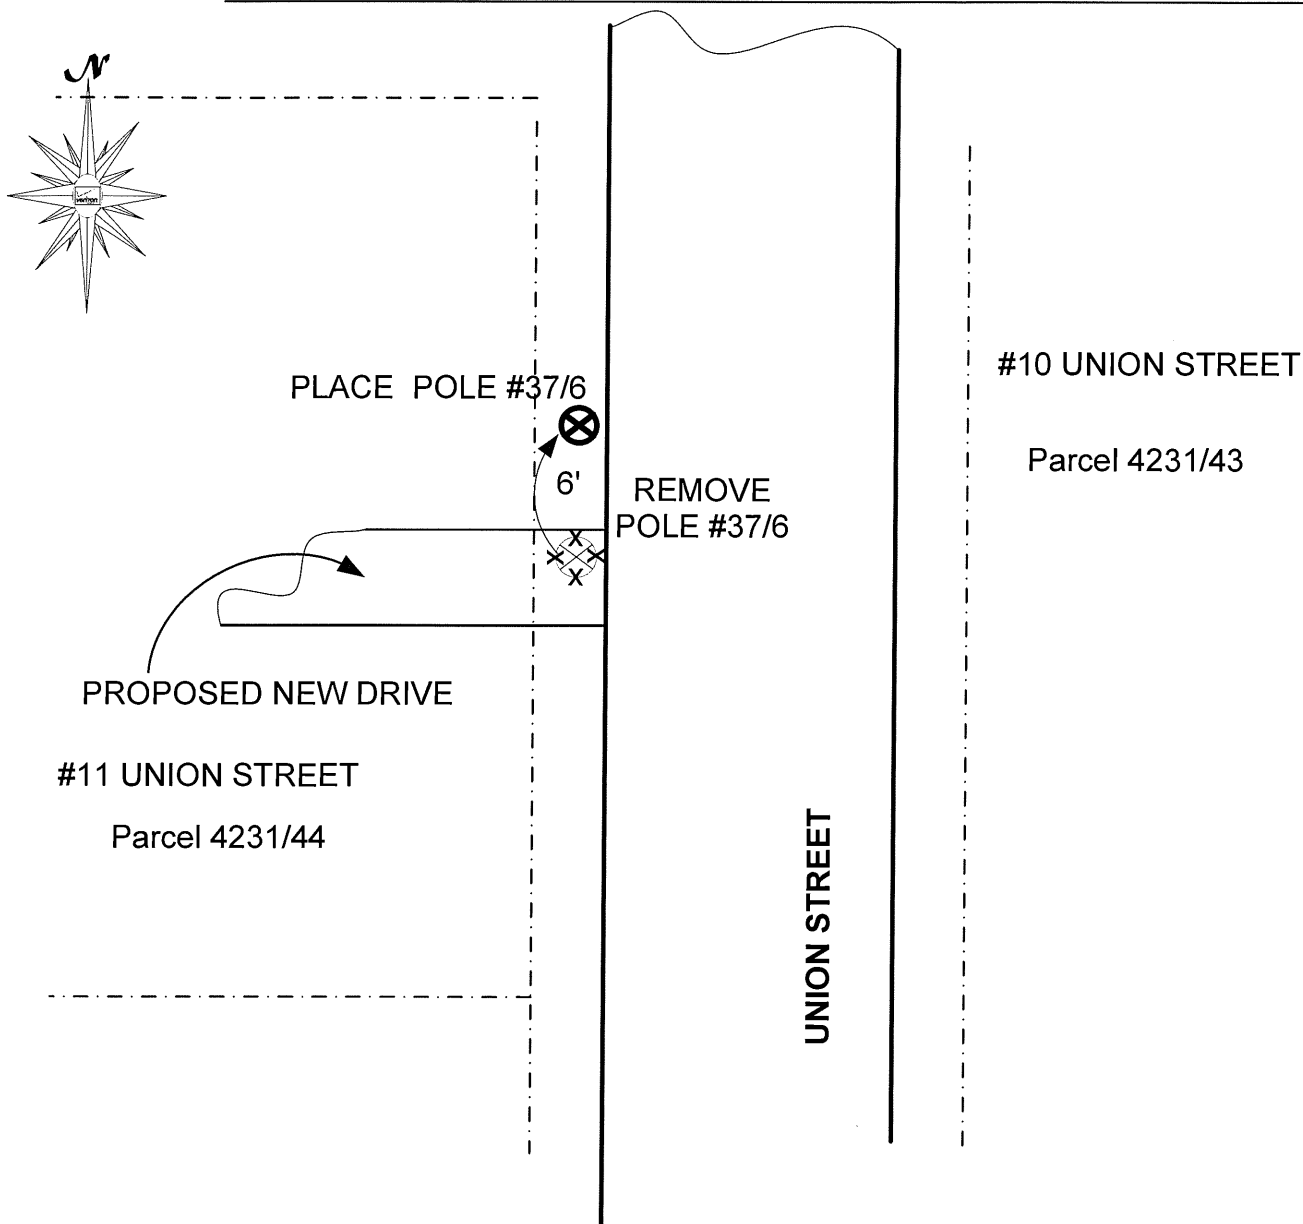 N
verizon
PLACE POLE #37/6
#10 UNION STREET
Parcel 4231/43
6'
REMOVE
POLE #37/6
PROPOSED NEW DRIVE
#11 UNION STREET
Parcel 4231/44
UNION STREET